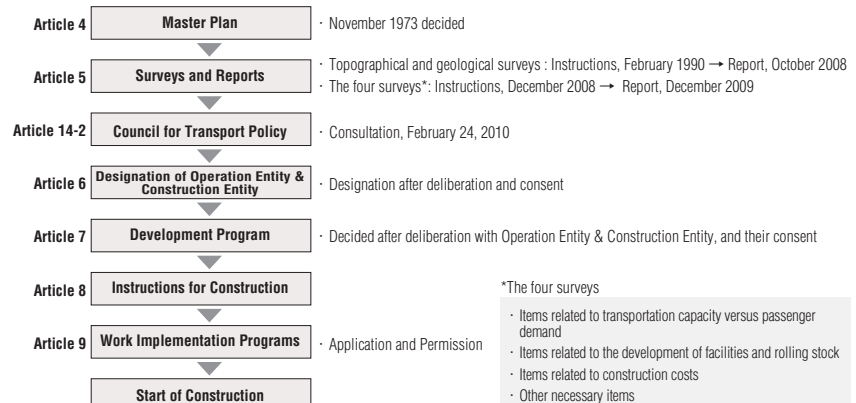 Article 4 Master Plan · November 1973 decided
Article 5 Surveys and Reports
· Topographical and geological surveys : Instructions, February 1990 → Report, October 2008
· The four surveys*: Instructions, December 2008 → Report, December 2009
Article 14-2 Council for Transport Policy · Consultation, February 24, 2010
Article 6 Designation of Operation Entity &
Construction Entity
· Designation after deliberation and consent
Article 7 Development Program · Decided after deliberation with Operation Entity & Construction Entity, and their consent
Article 8 Instructions for Construction
Article 9 Work Implementation Programs · Application and Permission
Start of Construction
*The four surveys
· Items related to transportation capacity versus passenger
demand
· Items related to the development of facilities and rolling stock
· Items related to construction costs
· Other necessary items